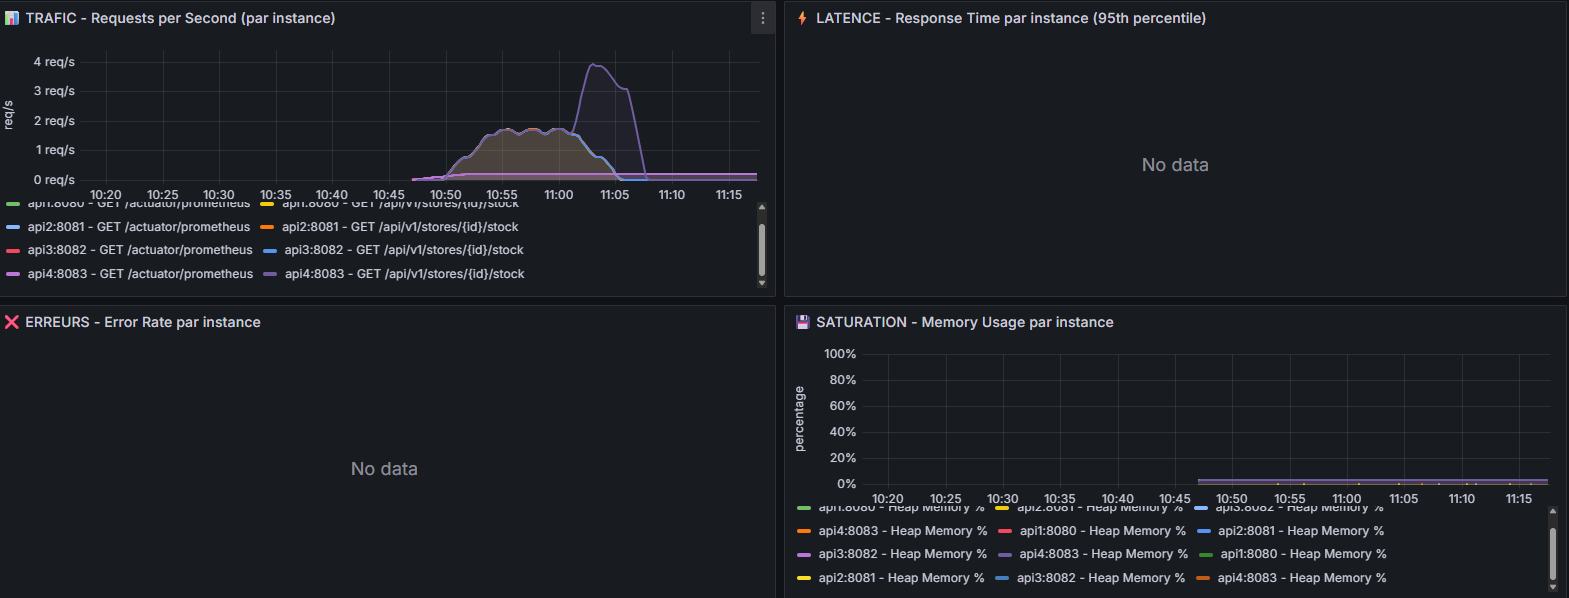 TRAFIC - Requests per Second (par instance)
4 req/s
3 req/s
2 req/s
1 req/s
0 req/s
req/s
10:20 10:25 10:30 10:35 10:40 10:45 10:50 10:55 11:00 11:05 11:10 11:15
api1:8080 - GET /actuator/prometheus api1:8080 - GET /api/v1/stores/{id}/stock
api2:8081 - GET /actuator/prometheus api2:8081 - GET /api/v1/stores/{id}/stock
api3:8082 - GET /actuator/prometheus api3:8082 - GET /api/v1/stores/{id}/stock
api4:8083 - GET /actuator/prometheus api4:8083 - GET /api/v1/stores/{id}/stock
LATENCE - Response Time par instance (95th percentile)
No data
ERREURS - Error Rate par instance
No data
SATURATION - Memory Usage par instance
100%
80%
60%
40%
20%
0%
percentage
10:20 10:25 10:30 10:35 10:40 10:45 10:50 10:55 11:00 11:05 11:10 11:15
api1:8080 - Heap Memory % api2:8081 - Heap Memory % api3:8082 - Heap Memory %
api4:8083 - Heap Memory % api1:8080 - Heap Memory % api2:8081 - Heap Memory %
api3:8082 - Heap Memory % api4:8083 - Heap Memory % api1:8080 - Heap Memory %
api2:8081 - Heap Memory % api3:8082 - Heap Memory % api4:8083 - Heap Memory %